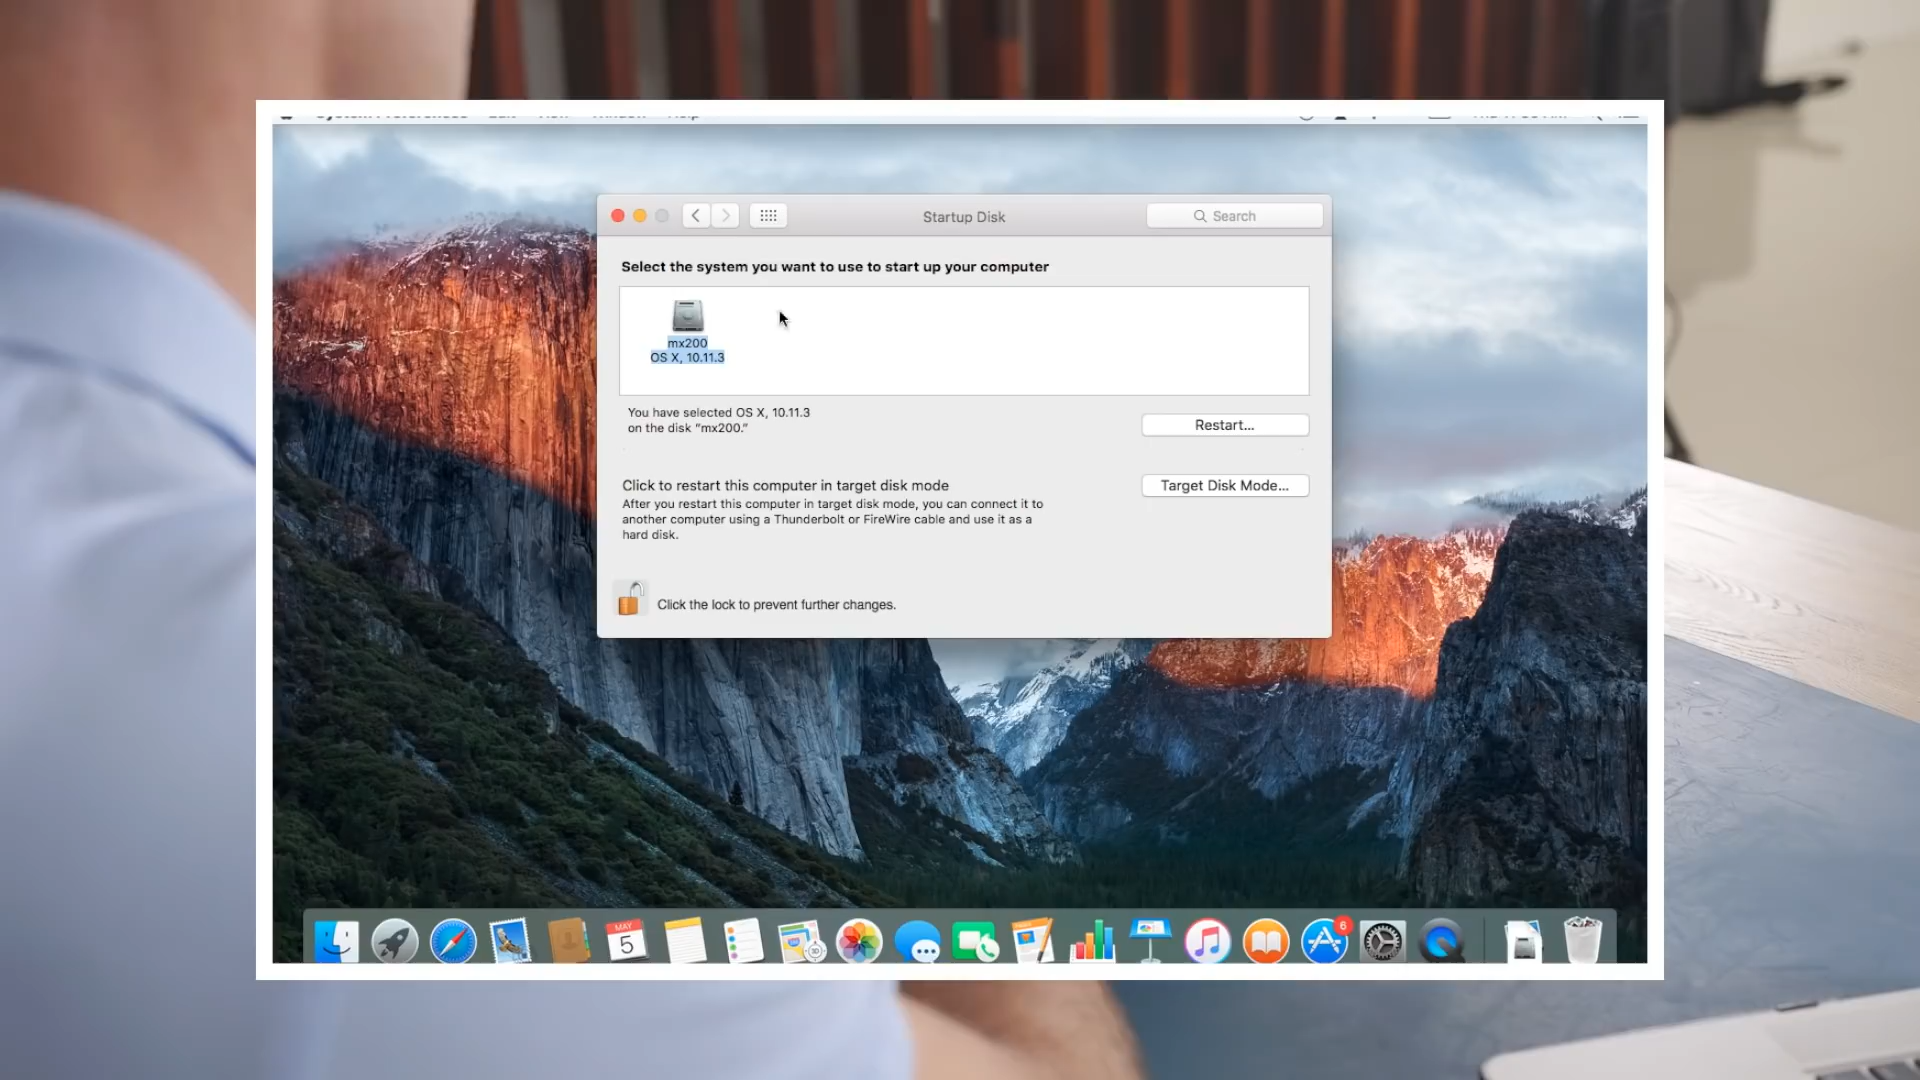 Startup Disk
Search
Select the system you want to use to start up your computer
mx200
OS X, 10.11.3
You have selected OS X, 10.11.3
on the disk “mx200.”
Restart...
Click to restart this computer in target disk mode
Target Disk Mode...
After you restart this computer in target disk mode, you can connect it to
another computer using a Thunderbolt or FireWire cable and use it as a
hard disk.
Click the lock to prevent further changes.
MAY
5
6